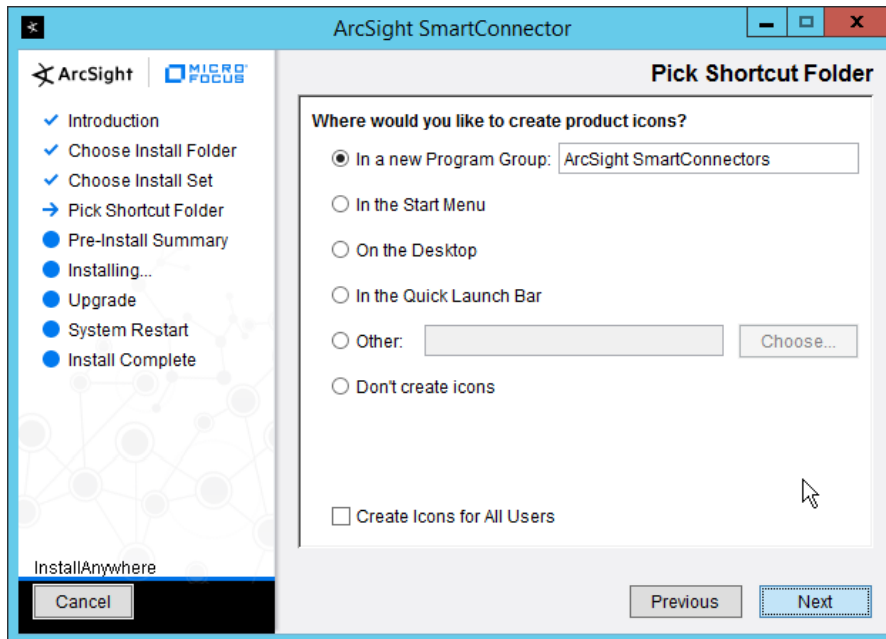 ArcSight SmartConnector
X
ArcSight
MICRO
FOCUS
Pick Shortcut Folder
Introduction
Choose Install Folder
Choose Install Set
Pick Shortcut Folder
Pre-Install Summary
Installing...
Upgrade
System Restart
Install Complete
Where would you like to create product icons?
In a new Program Group: ArcSight SmartConnectors
In the Start Menu
On the Desktop
In the Quick Launch Bar
Other: Choose...
Don't create icons
Create Icons for All Users
InstallAnywhere
Cancel Previous Next